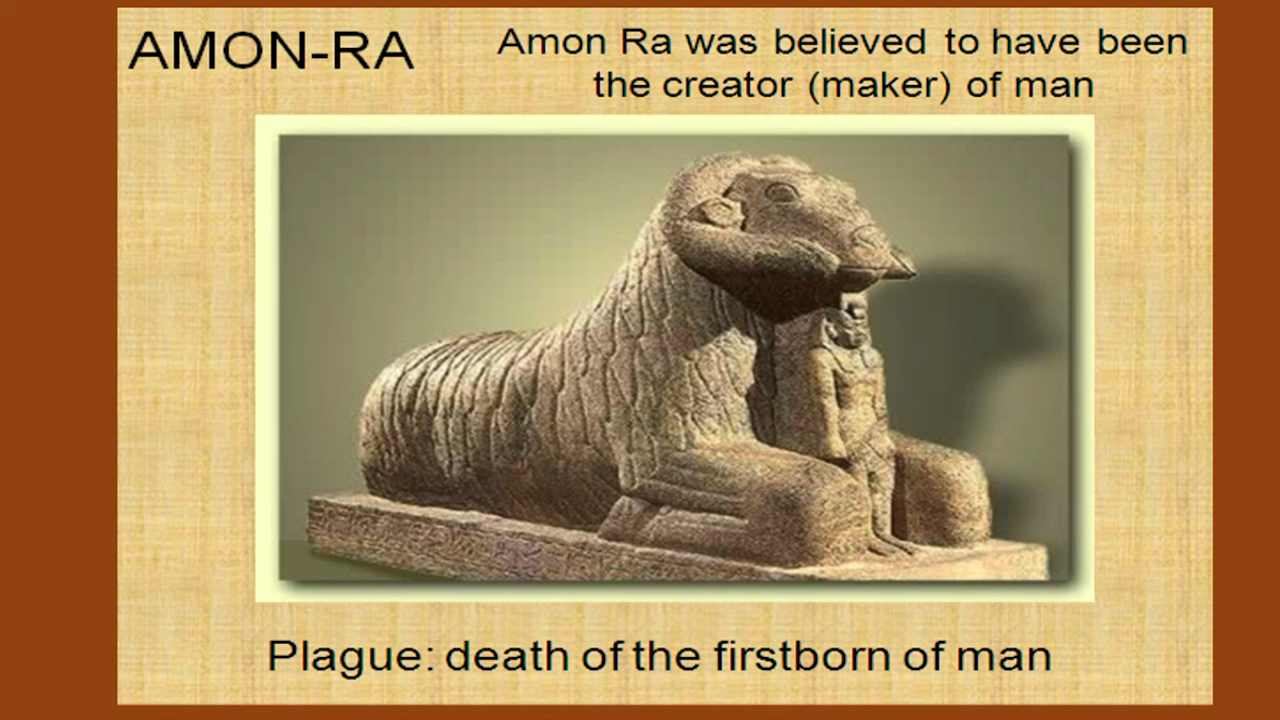 AMON-RA
Amon Ra was believed to have been
the creator (maker) of man
Plague: death of the firstborn of man